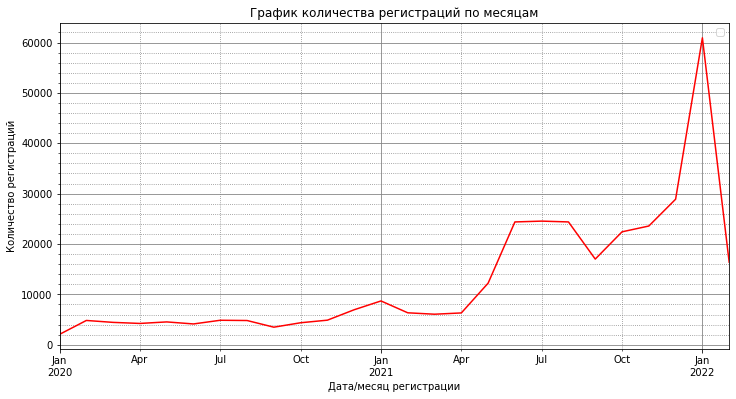 График количества регистраций по месяцам
Количество регистраций
60000
50000
40000
30000
20000
10000
0
Jan
2020
Apr
Jul
Oct
Jan
2021
Apr
Jul
Oct
Jan
2022
Дата/месяц регистрации